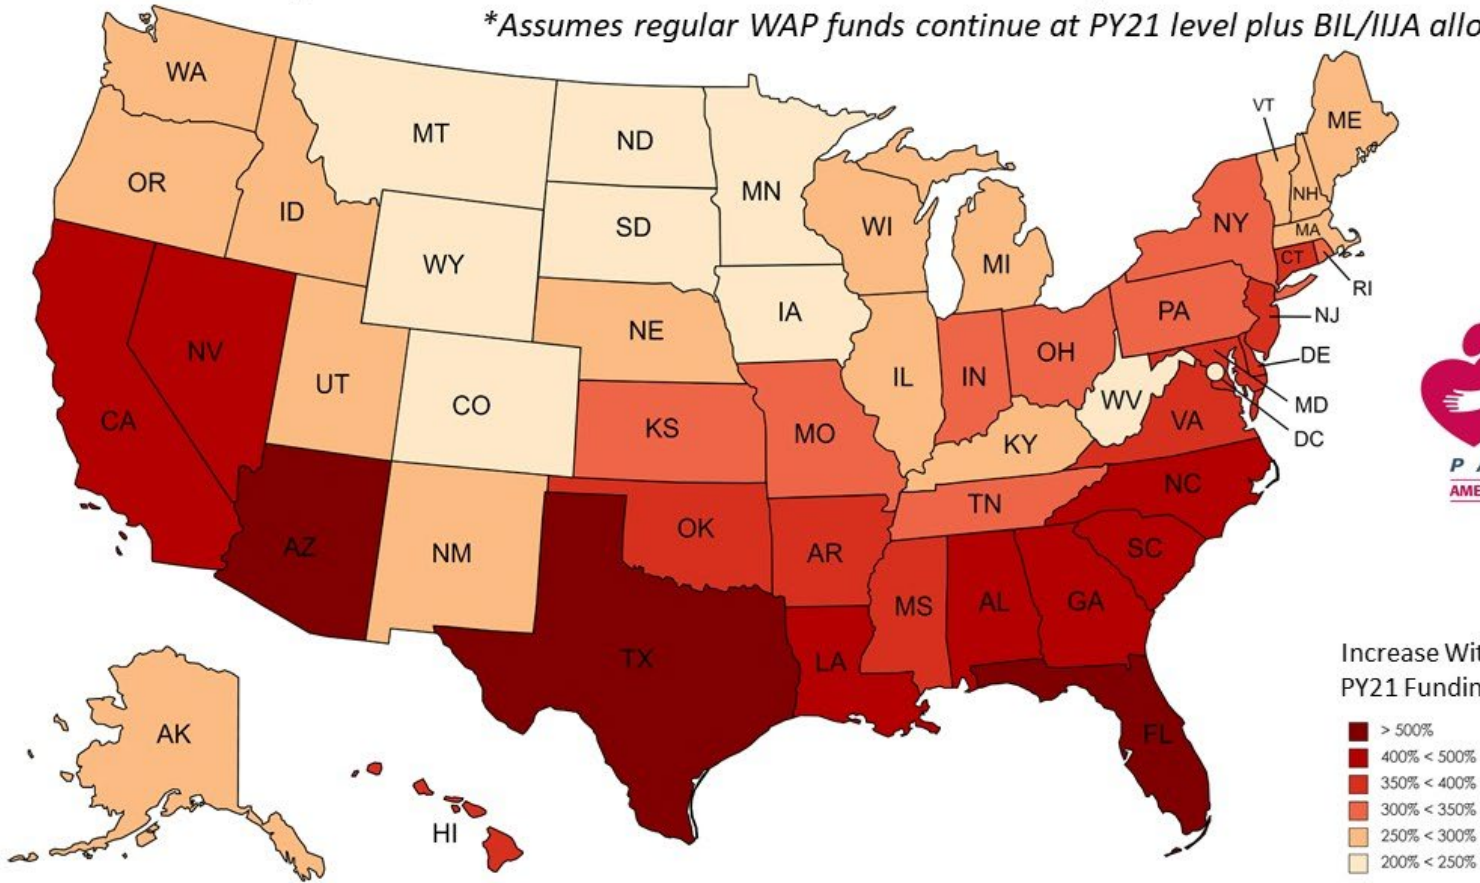 *Assumes regular WAP funds continue at PY21 level plus BIL/IIJA allo
WA
VT
ME
MT
ND
OR
MN
ID
SD
WI
NH
NY
MA
WY
MI
CT
RI
IA
PA
NJ
NE
NV
OH
DE
UT
IL
IN
CO
WV
MD
CA
KS
MO
VA
DC
KY
NC
P A
AME
TN
OK
AZ
NM
AR
SC
MS
AL
GA
TX
LA
Increase Wit
PY21 Fundin
AK
FL
> 500%
400% < 500%
350% < 400%
300% < 350%
HI
250% < 300%
200% < 250%